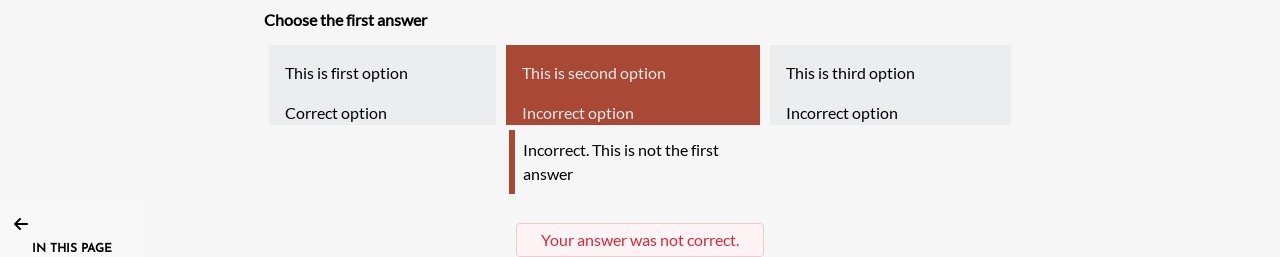 Choose the first answer
This is first option
Correct option
This is second option
Incorrect option
This is third option
Incorrect option
Incorrect. This is not the first
answer
Your answer was not correct.
IN THIS PAGE